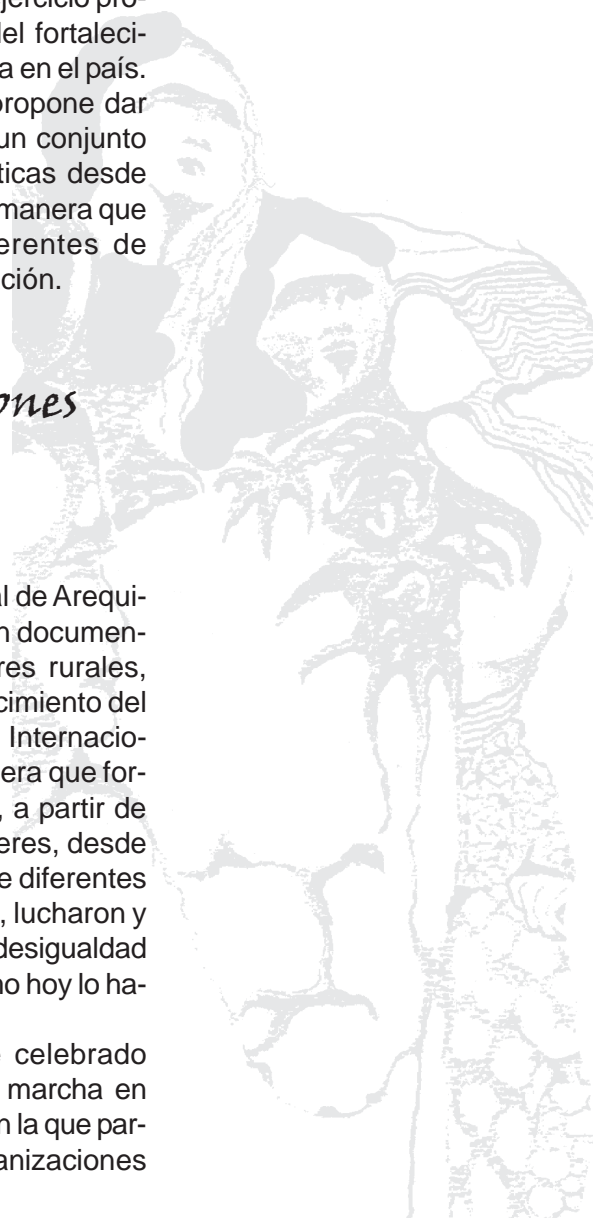 jercicio pro-
del fortaleci-
a en el país.
propone dar
un conjunto
ticas desde
manera que
erentes de
ción.
ones
al de Arequi-
n documen-
res rurales,
cimiento del
Internacio-
era que for-
, a partir de
eres, desde
e diferentes
, lucharon y
desigualdad
no hoy lo ha-
celebrado
marcha en
n la que par-
anizaciones